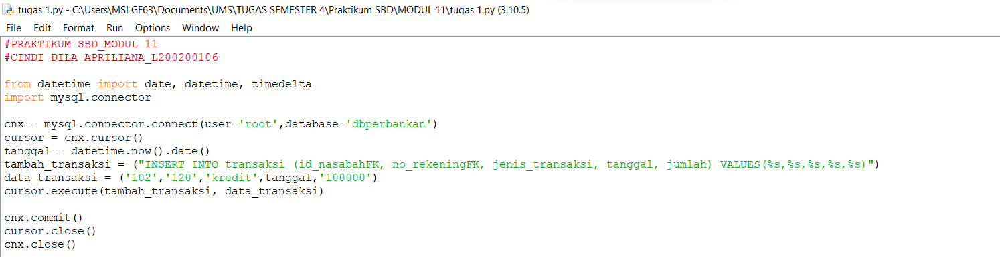 tugas 1.py - C:\Users\MSI GF63\Documents\UMS\TUGAS SEMESTER 4\Praktikum SBD\MODUL 11\tugas 1.py (3.10.5)
File Edit Format Run Options Window Help
#PRAKTIKUM SBD_MODUL 11
#CINDI DILA APRILIANA_L200200106

from datetime import date, datetime, timedelta
import mysql.connector

cnx = mysql.connector.connect(user='root',database='dbperbankan')
cursor = cnx.cursor()
tanggal = datetime.now().date()
tambah_transaksi = ("INSERT INTO transaksi (id_nasabahFK, no_rekeningFK, jenis_transaksi, tanggal, jumlah) VALUES(%s,%s,%s,%s,%s)")
data_transaksi = ('102','120','kredit',tanggal,'100000')
cursor.execute(tambah_transaksi, data_transaksi)

cnx.commit()
cursor.close()
cnx.close()